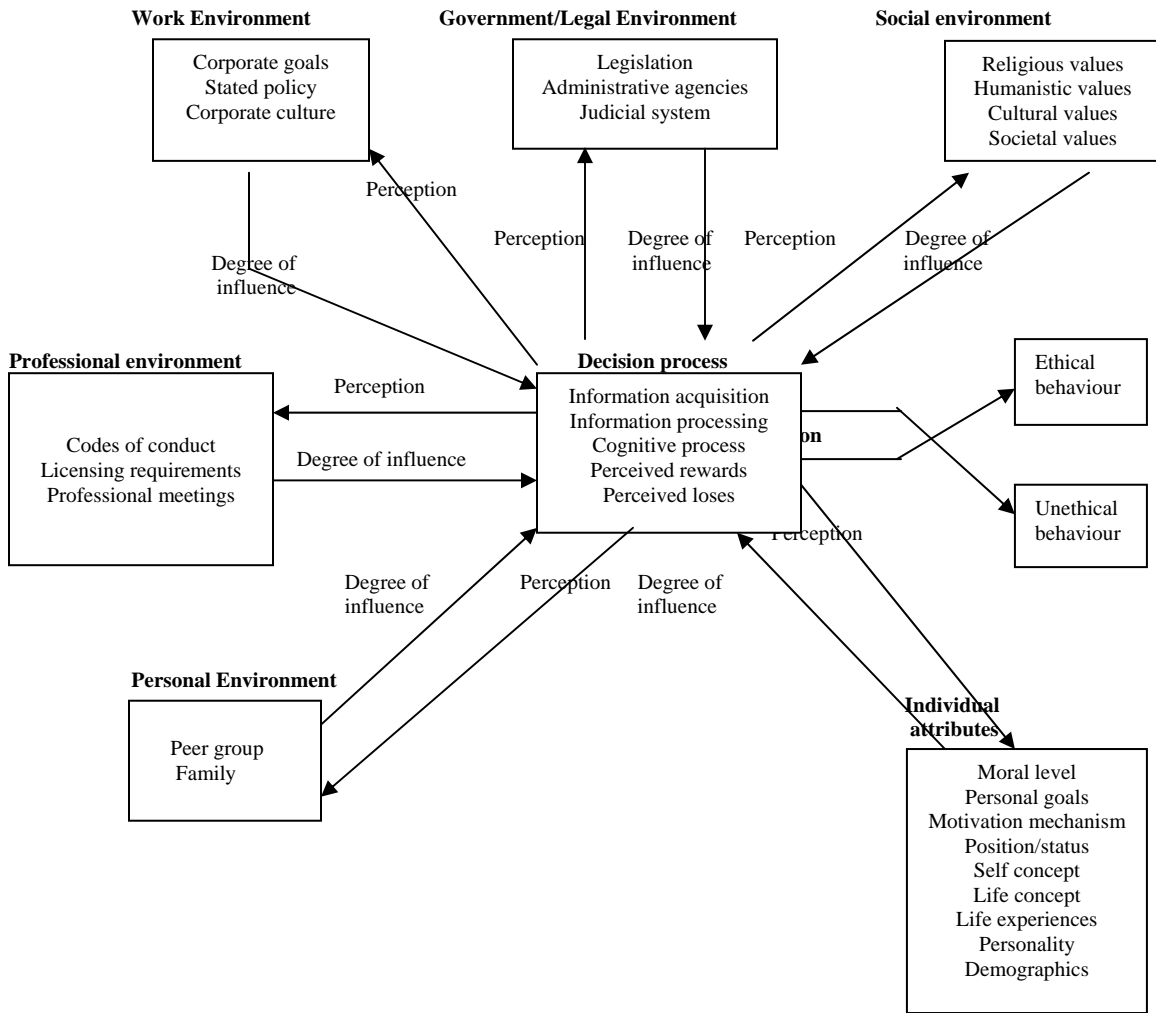 Work Environment
Government/Legal Environment
Social environment
Corporate goals
Stated policy
Corporate culture
Legislation
Administrative agencies
Judicial system
Religious values
Humanistic values
Cultural values
Societal values
Perception
Perception
Degree of
influence
Perception
Degree of
influence
Degree of
influence
Professional environment
Decision process
Codes of conduct
Licensing requirements
Professional meetings
Perception
Degree of influence
Information acquisition
Information processing
Cognitive process
Perceived rewards
Perceived loses
on
Ethical
behaviour
Unethical
behaviour
Perception
Degree of
influence
Perception
Degree of
influence
Personal Environment
Peer group
Family
Individual
attributes
Moral level
Personal goals
Motivation mechanism
Position/status
Self concept
Life concept
Life experiences
Personality
Demographics